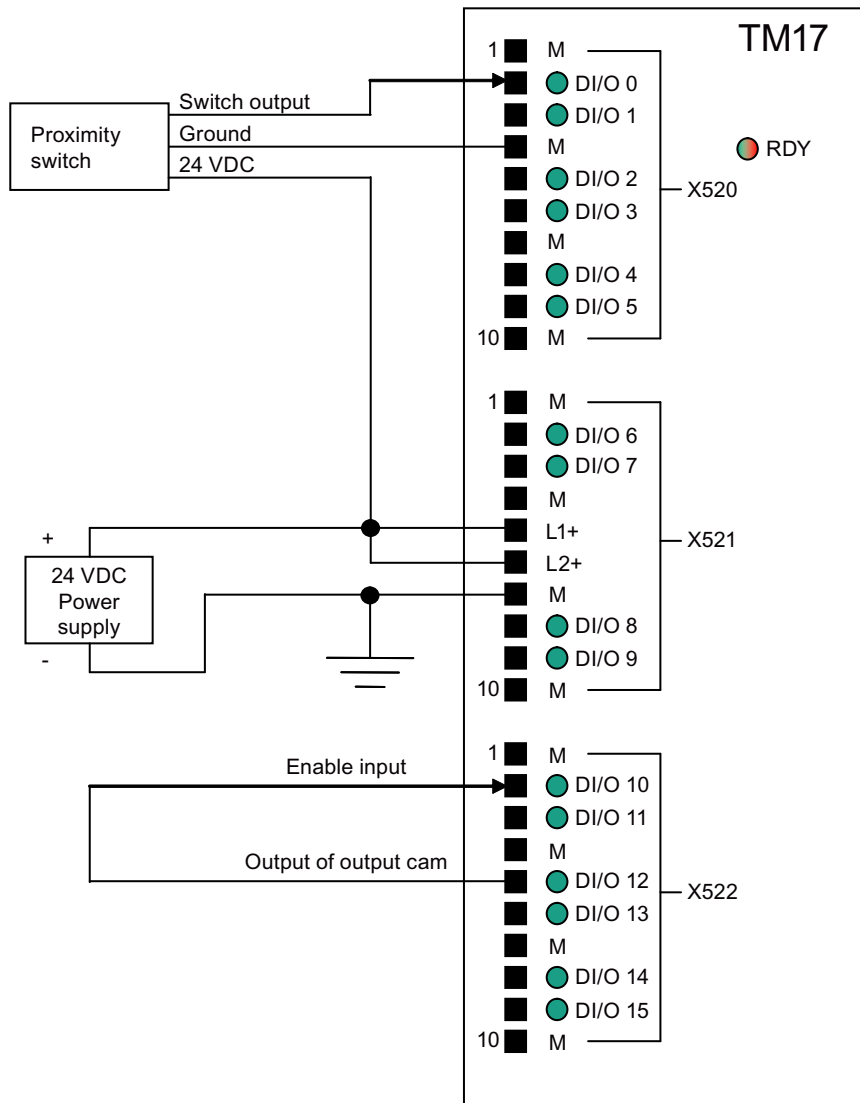 TM17
1 M
DI/O 0
Switch output
DI/O 1
Proximity
switch
Ground
M
RDY
24 VDC
DI/O 2
X520
DI/O 3
M
DI/O 4
DI/O 5
10 M
1 M
DI/O 6
DI/O 7
M
+
L1+
X521
L2+
24 VDC
Power
supply
-
M
DI/O 8
DI/O 9
10 M
1 M
Enable input
DI/O 10
DI/O 11
M
Output of output cam
DI/O 12
X522
DI/O 13
M
DI/O 14
DI/O 15
10 M